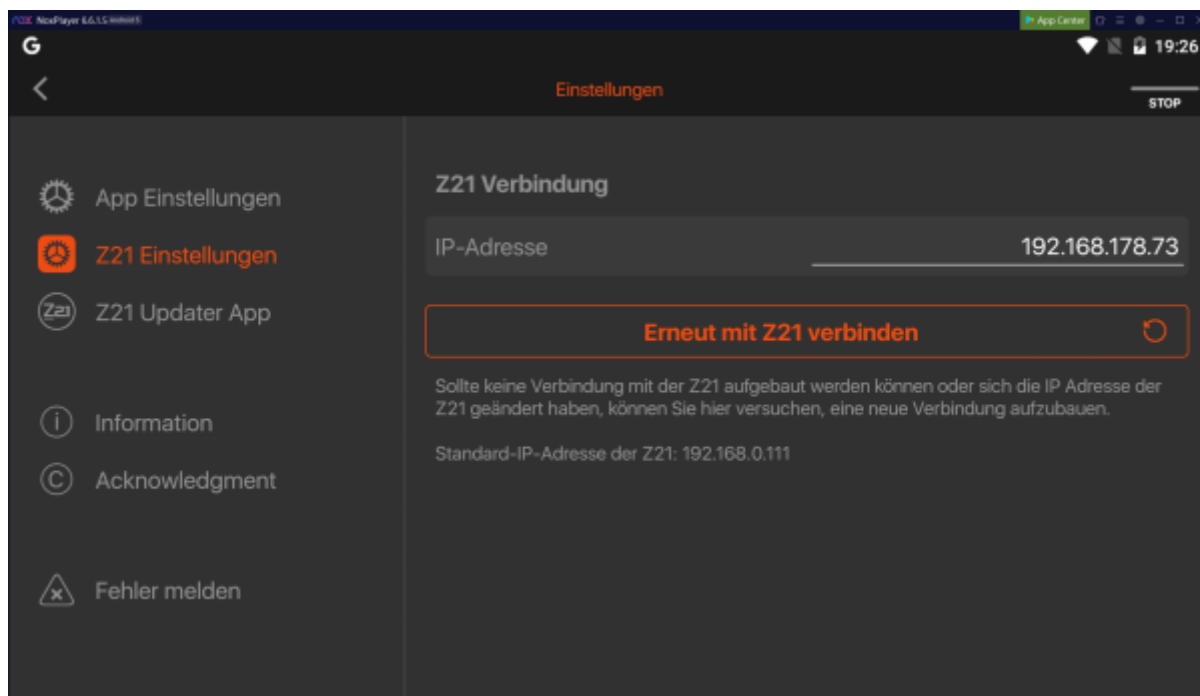 NOX NoxPlayer 6.6.1.5 Android 5
App Center
G
19:26
Einstellungen
STOP
App Einstellungen
Z21 Einstellungen
Z21 Updater App
Information
Acknowledgment
Fehler melden
Z21 Verbindung
IP-Adresse
192.168.178.73
Erneut mit Z21 verbinden
Sollte keine Verbindung mit der Z21 aufgebaut werden können oder sich die IP Adresse der
Z21 geändert haben, können Sie hier versuchen, eine neue Verbindung aufzubauen.
Standard-IP-Adresse der Z21: 192.168.0.111